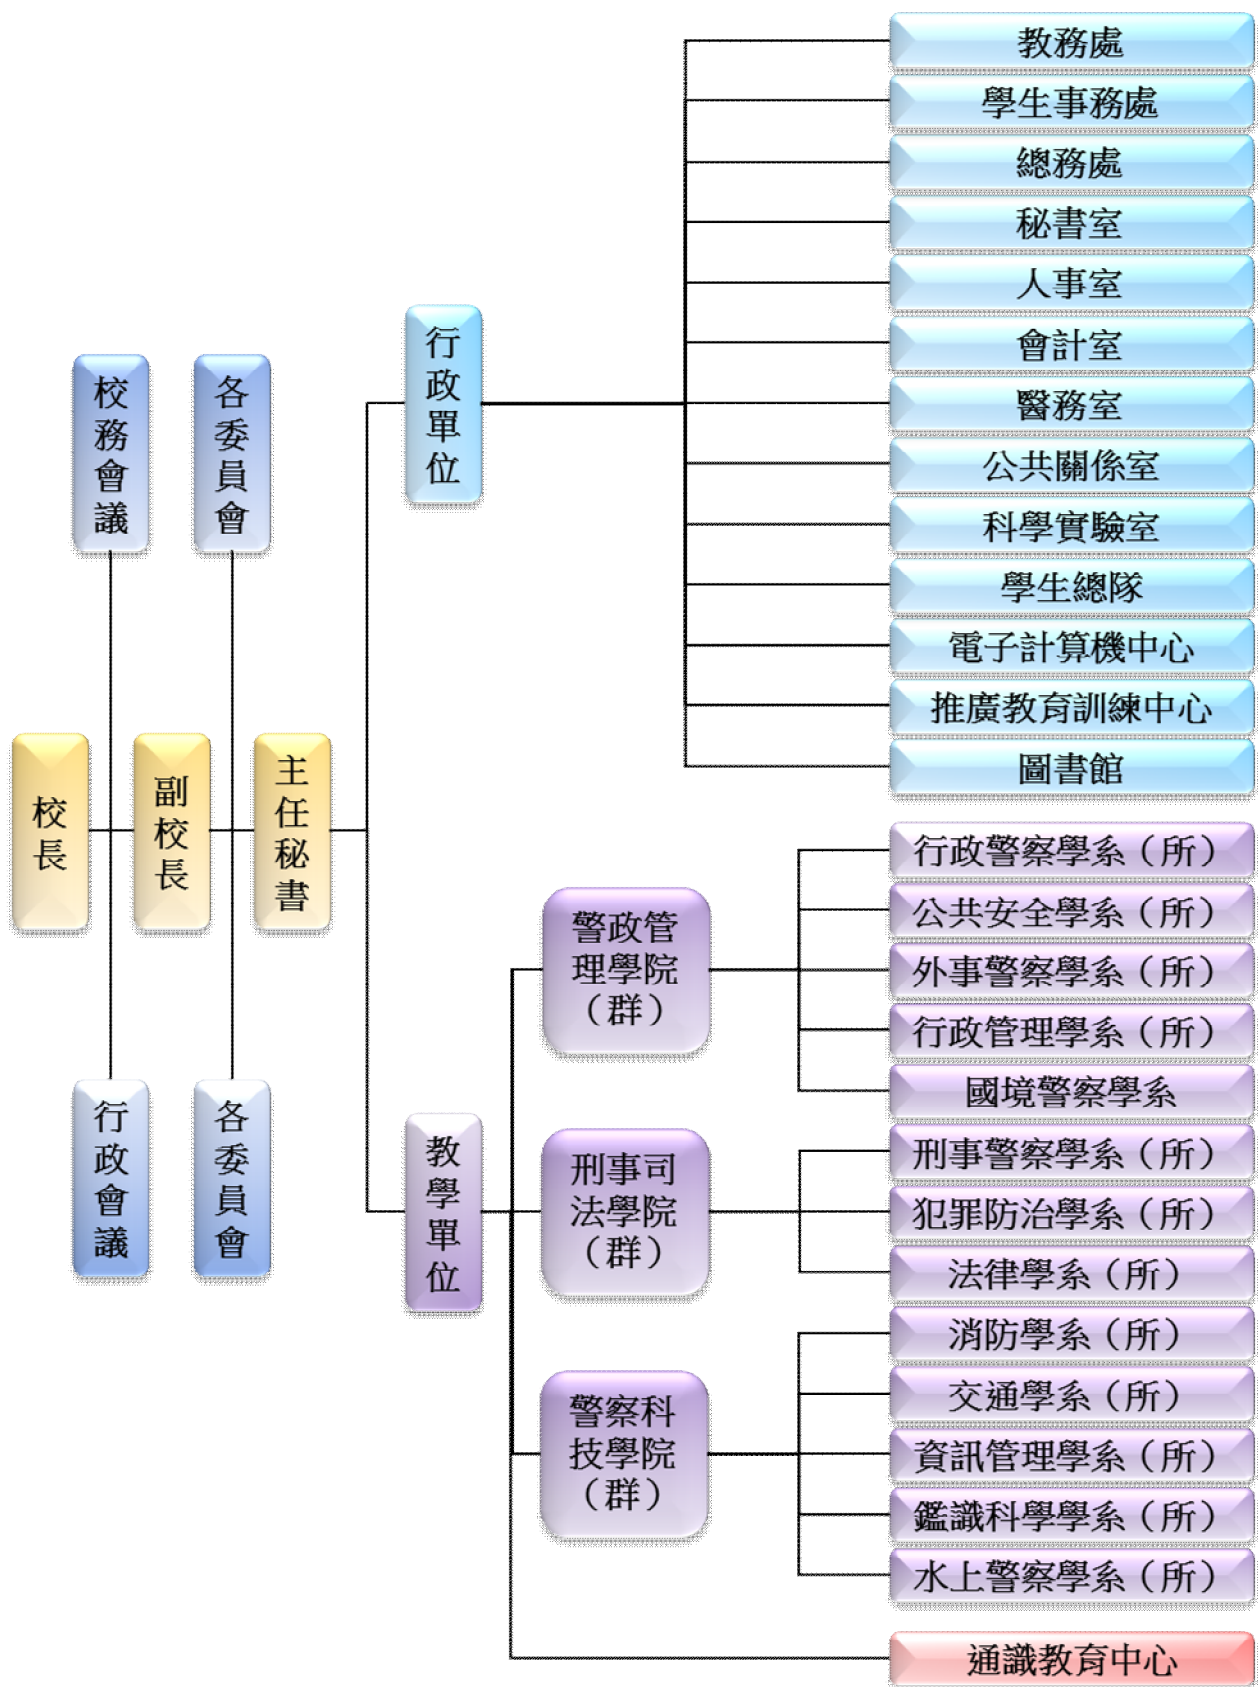 校長
校務會議
行政會議
副校長
各委員會
各委員會
主任秘書
行政單位
教務處
學生事務處
總務處
秘書室
人事室
會計室
醫務室
公共關係室
科學實驗室
學生總隊
電子計算機中心
推廣教育訓練中心
圖書館
教學單位
警政管
理學院
（群）
行政警察學系（所）
公共安全學系（所）
外事警察學系（所）
行政管理學系（所）
國境警察學系
刑事司
法學院
（群）
刑事警察學系（所）
犯罪防治學系（所）
法律學系（所）
警察科
技學院
（群）
消防學系（所）
交通學系（所）
資訊管理學系（所）
鑑識科學學系（所）
水上警察學系（所）
通識教育中心